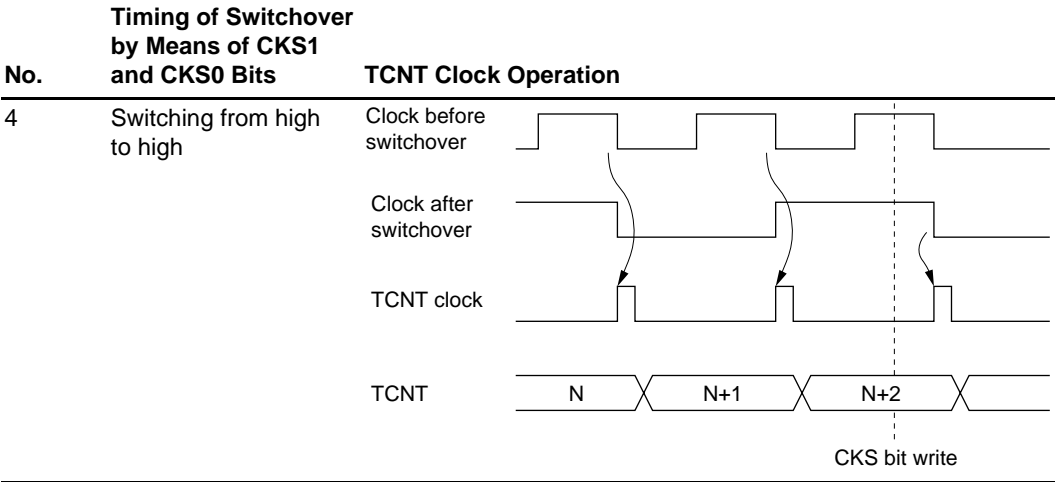 Timing of Switchover
by Means of CKS1
No. and CKS0 Bits TCNT Clock Operation
4 Switching from high
to high
Clock before
switchover
Clock after
switchover
TCNT clock
TCNT N N+1 N+2
CKS bit write